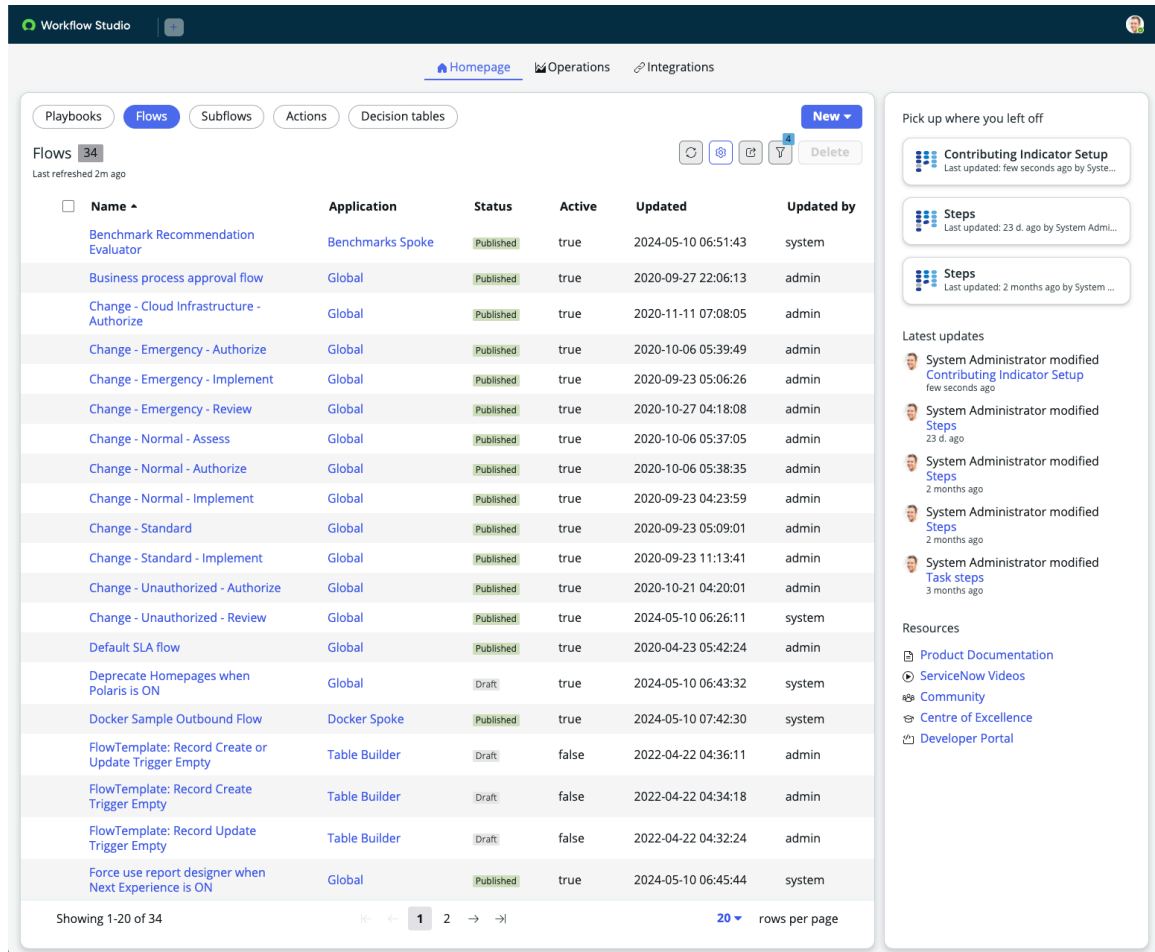 Workflow Studio
Homepage
Operations
Integrations
Playbooks
Flows
Subflows
Actions
Decision tables
New
Flows 34
Last refreshed 2m ago
4
Delete
Name Application Status Active Updated Updated by
Benchmark Recommendation
Evaluator
Benchmarks Spoke Published true 2024-05-10 06:51:43 system
Business process approval flow Global Published true 2020-09-27 22:06:13 admin
Change - Cloud Infrastructure -
Authorize
Global Published true 2020-11-11 07:08:05 admin
Change - Emergency - Authorize Global Published true 2020-10-06 05:39:49 admin
Change - Emergency - Implement Global Published true 2020-09-23 05:06:26 admin
Change - Emergency - Review Global Published true 2020-10-27 04:18:08 admin
Change - Normal - Assess Global Published true 2020-10-06 05:37:05 admin
Change - Normal - Authorize Global Published true 2020-10-06 05:38:35 admin
Change - Normal - Implement Global Published true 2020-09-23 04:23:59 admin
Change - Standard Global Published true 2020-09-23 05:09:01 admin
Change - Standard - Implement Global Published true 2020-09-23 11:13:41 admin
Change - Unauthorized - Authorize Global Published true 2020-10-21 04:20:01 admin
Change - Unauthorized - Review Global Published true 2024-05-10 06:26:11 system
Default SLA flow Global Published true 2020-04-23 05:42:24 admin
Deprecate Homepages when
Polaris is ON
Global Draft true 2024-05-10 06:43:32 system
Docker Sample Outbound Flow Docker Spoke Published true 2024-05-10 07:42:30 system
FlowTemplate: Record Create or
Update Trigger Empty
Table Builder Draft false 2022-04-22 04:36:11 admin
FlowTemplate: Record Create
Trigger Empty
Table Builder Draft false 2022-04-22 04:34:18 admin
FlowTemplate: Record Update
Trigger Empty
Table Builder Draft false 2022-04-22 04:32:24 admin
Force use report designer when
Next Experience is ON
Global Published true 2024-05-10 06:45:44 system
Showing 1-20 of 34
1 2
20 rows per page
Pick up where you left off
Contributing Indicator Setup
Last updated: few seconds ago by Syste...
Steps
Last updated: 23 d. ago by System Admi...
Steps
Last updated: 2 months ago by System ...
Latest updates
System Administrator modified
Contributing Indicator Setup
few seconds ago
System Administrator modified
Steps
23 d. ago
System Administrator modified
Steps
2 months ago
System Administrator modified
Steps
2 months ago
System Administrator modified
Task steps
3 months ago
Resources
Product Documentation
ServiceNow Videos
Community
Centre of Excellence
Developer Portal